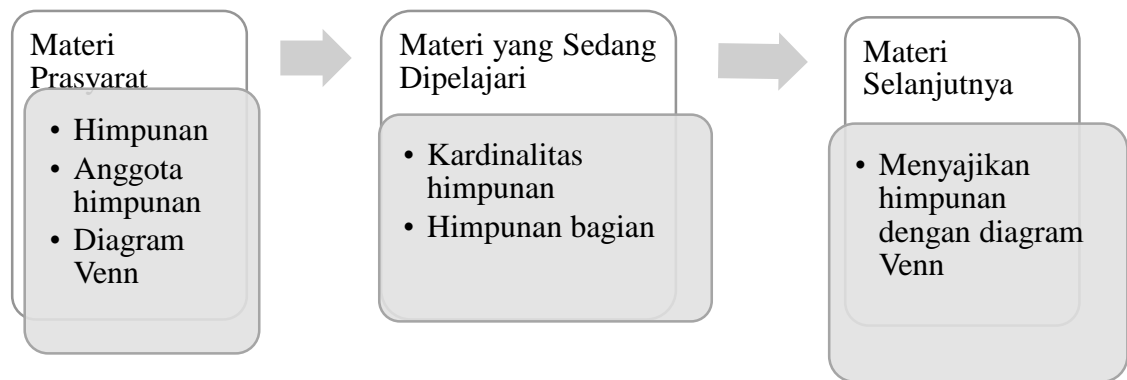 Materi
Prasyarat
• Himpunan
• Anggota
himpunan
• Diagram
Venn
Materi yang Sedang
Dipelajari
• Kardinalitas
himpunan
• Himpunan bagian
Materi
Selanjutnya
• Menyajikan
himpunan
dengan diagram
Venn